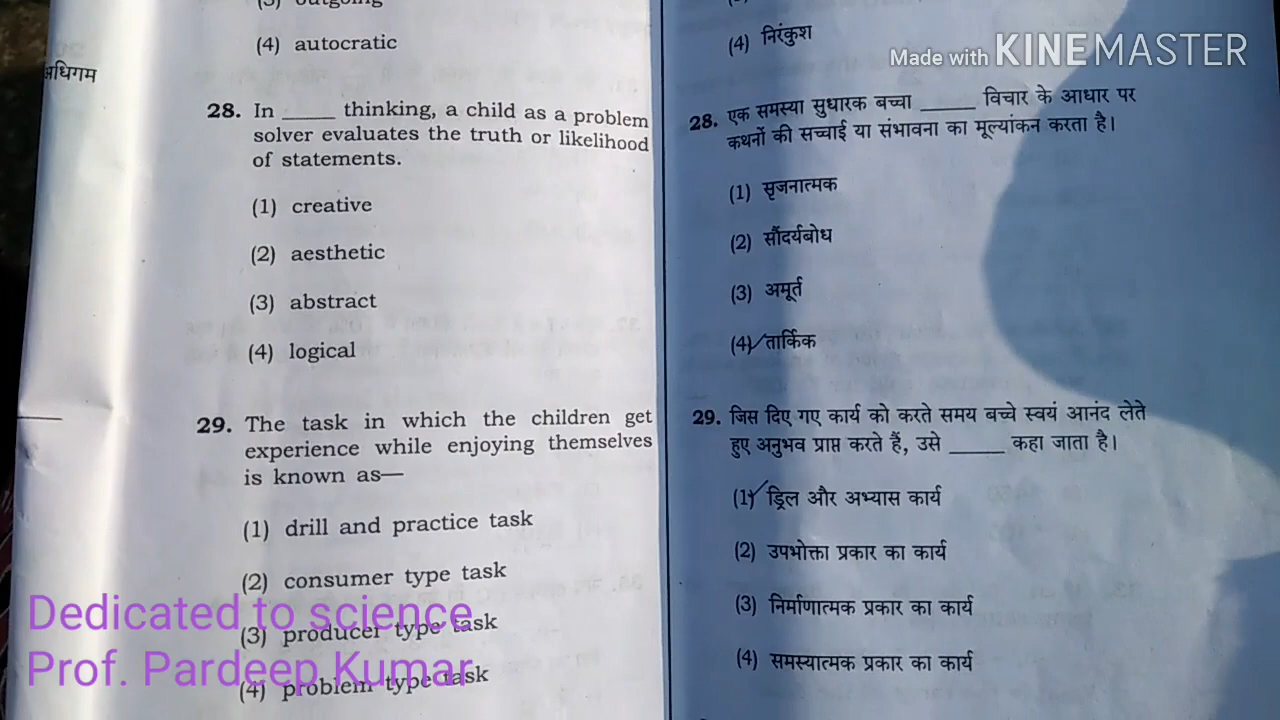 (3) outgoing
(4) autocratic
अधिगम
28. In _____ thinking, a child as a problem
solver evaluates the truth or likelihood
of statements.
(1) creative
(2) aesthetic
(3) abstract
(4) logical
29. The task in which the children get
experience while enjoying themselves
is known as—
(1) drill and practice task
(2) consumer type task
(3) producer type task
(4) problem type task
(4) निरंकुश
28. एक समस्या सुधारक बच्चा _____ विचार के आधार पर
कथनों की सच्चाई या संभावना का मूल्यांकन करता है।
(1) सृजनात्मक
(2) सौंदर्यबोध
(3) अमूर्त
(4) तार्किक
29. जिस दिए गए कार्य को करते समय बच्चे स्वयं आनंद लेते
हुए अनुभव प्राप्त करते हैं, उसे _____ कहा जाता है।
(1) ड्रिल और अभ्यास कार्य
(2) उपभोक्ता प्रकार का कार्य
(3) निर्माणात्मक प्रकार का कार्य
(4) समस्यात्मक प्रकार का कार्य
Made with KINEMASTER
Dedicated to science
Prof. Pardeep Kumar